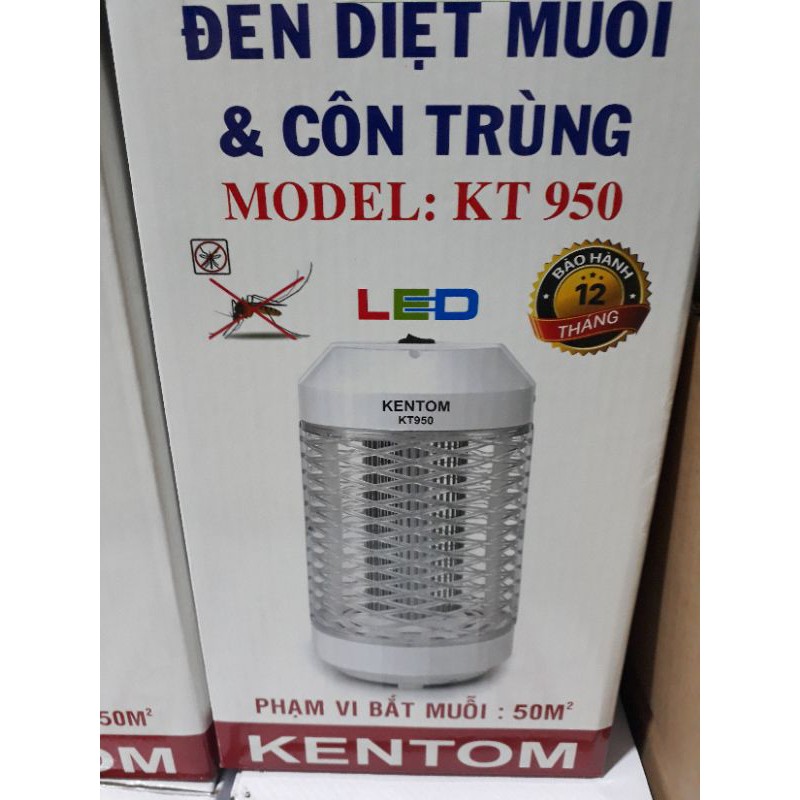 ĐÈN DIỆT MUỖI
& CÔN TRÙNG
MODEL: KT 950
LED
BẢO HÀNH
12
THÁNG
KENTOM
KT950
PHẠM VI BẮT MUỖI : 50M²
KENTOM
50M²
OM